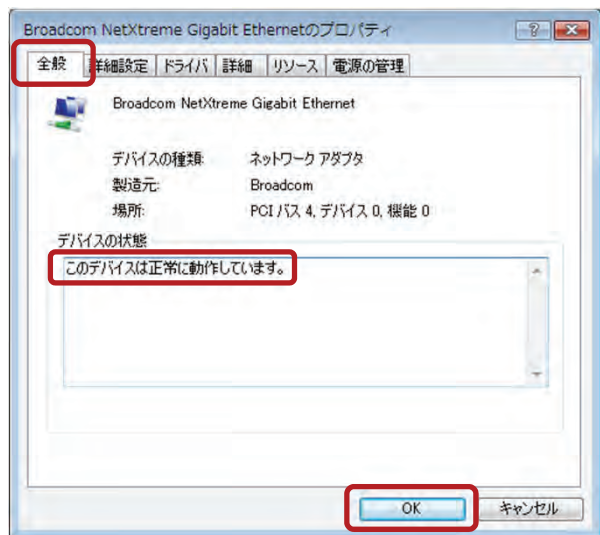 Broadcom NetXtreme Gigabit Ethernetのプロパティ
全般 詳細設定 ドライバ 詳細 リソース 電源の管理
Broadcom NetXtreme Gigabit Ethernet
デバイスの種類: ネットワーク アダプタ
製造元: Broadcom
場所: PCI バス 4, デバイス 0, 機能 0
デバイスの状態
このデバイスは正常に動作しています。
OK キャンセル